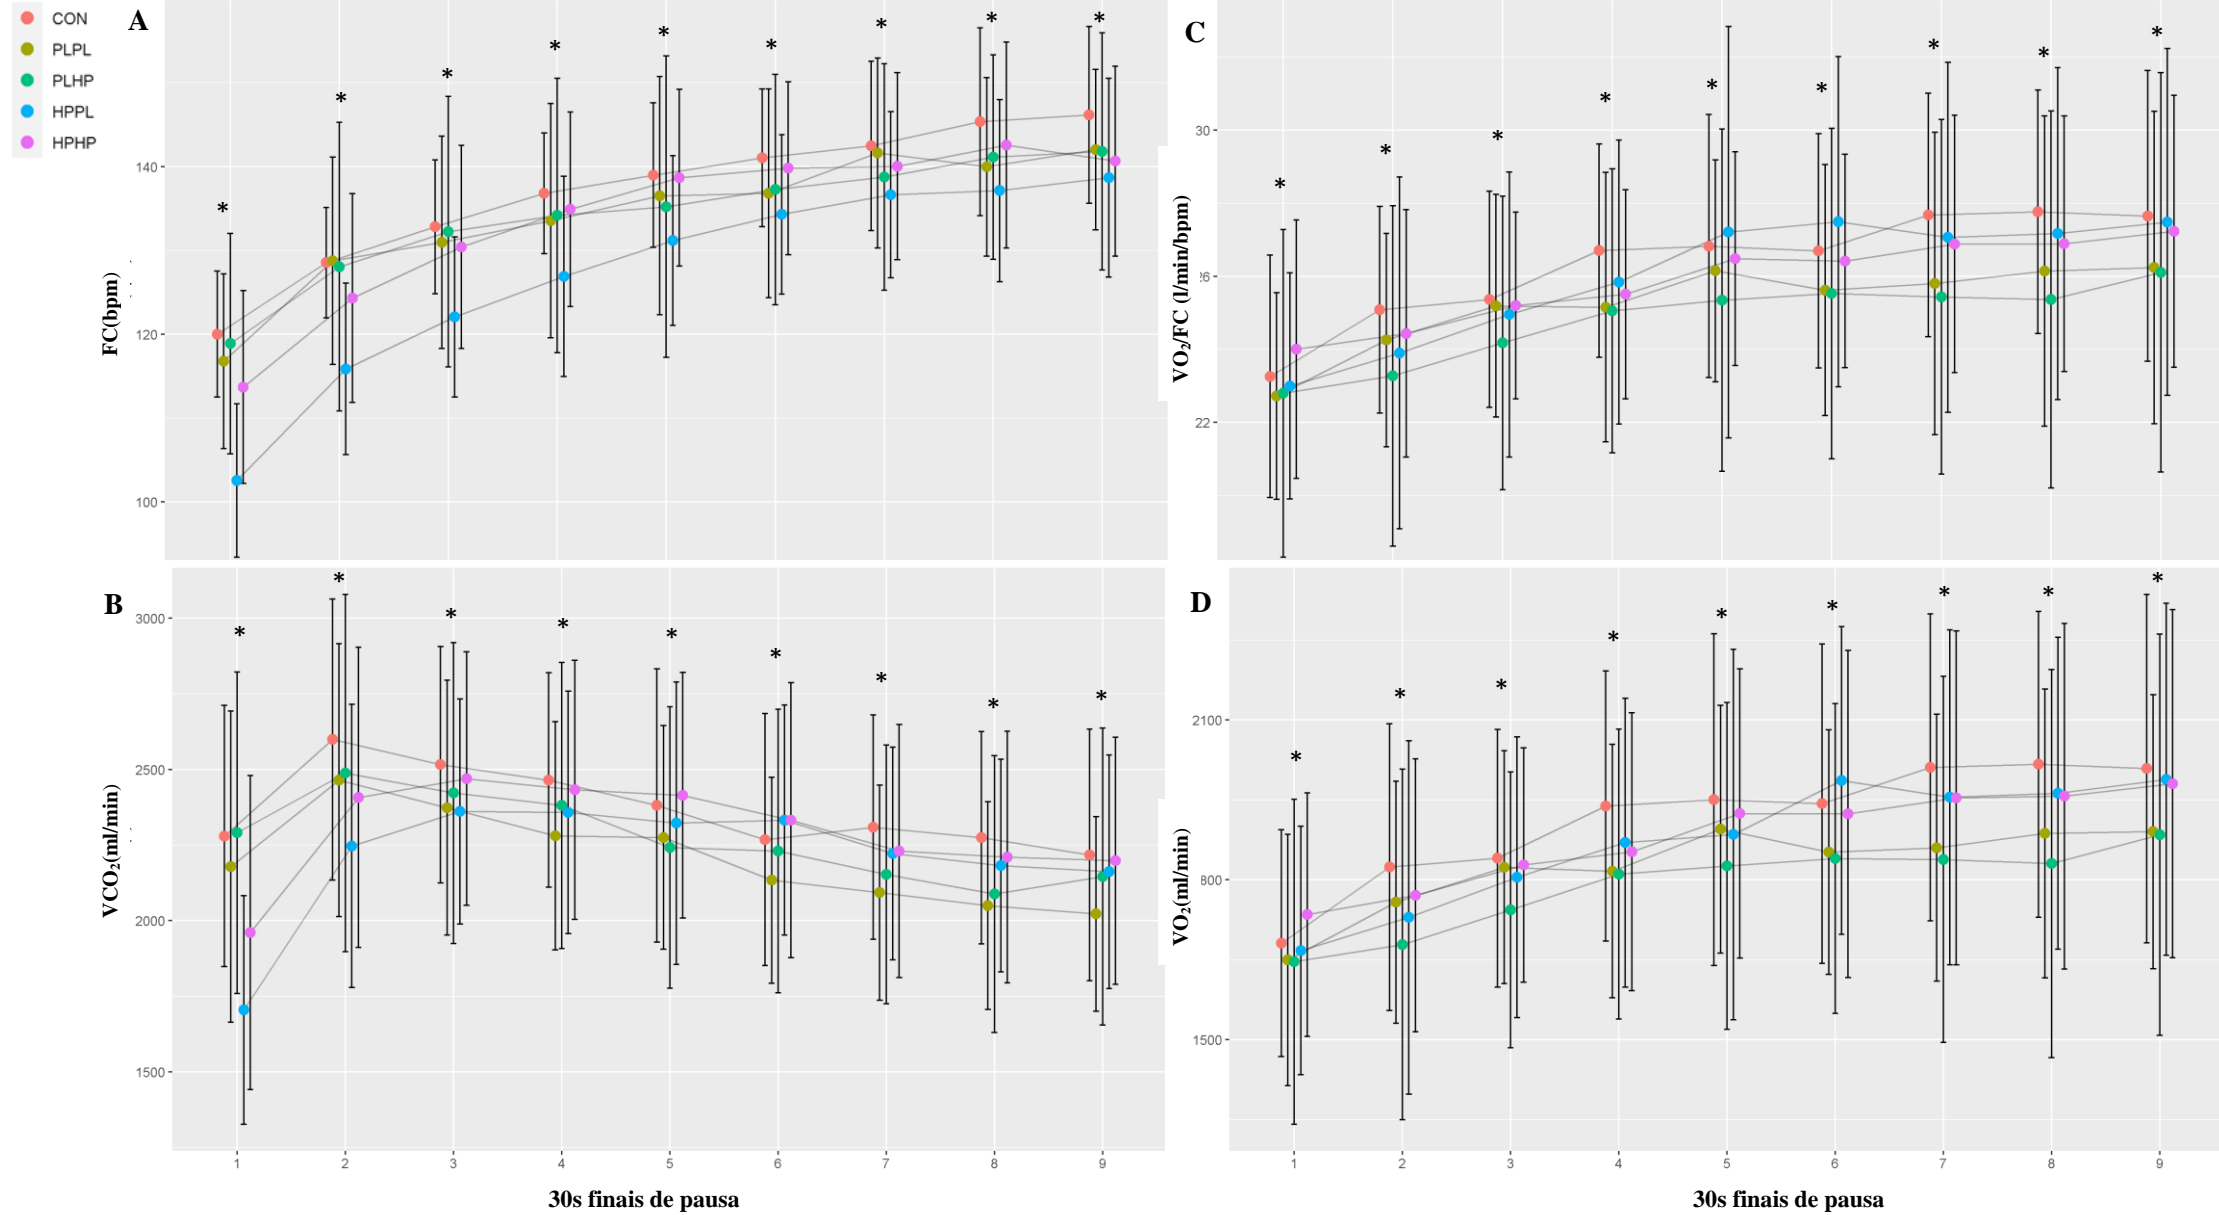 CON
PLPL
PLHP
HPPL
HPHP
A
* * * * * * * * *
FC(bpm)
140
120
100
C
* * * * * * * * *
VO₂/FC (l/min/bpm)
30
26
22
B
* * * * * * * * *
VCO₂(ml/min)
3000
2500
2000
1500
1 2 3 4 5 6 7 8 9
30s finais de pausa
D
* * * * * * * * *
VO₂(ml/min)
2100
800
1500
1 2 3 4 5 6 7 8 9
30s finais de pausa